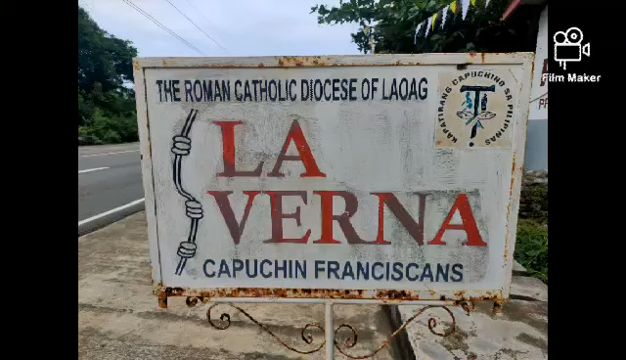 Film Maker
THE ROMAN CATHOLIC DIOCESE OF LAOAG
KAPATIRANG CAPUCHINO SA PILIPINAS
LA
VERNA
CAPUCHIN FRANCISCANS